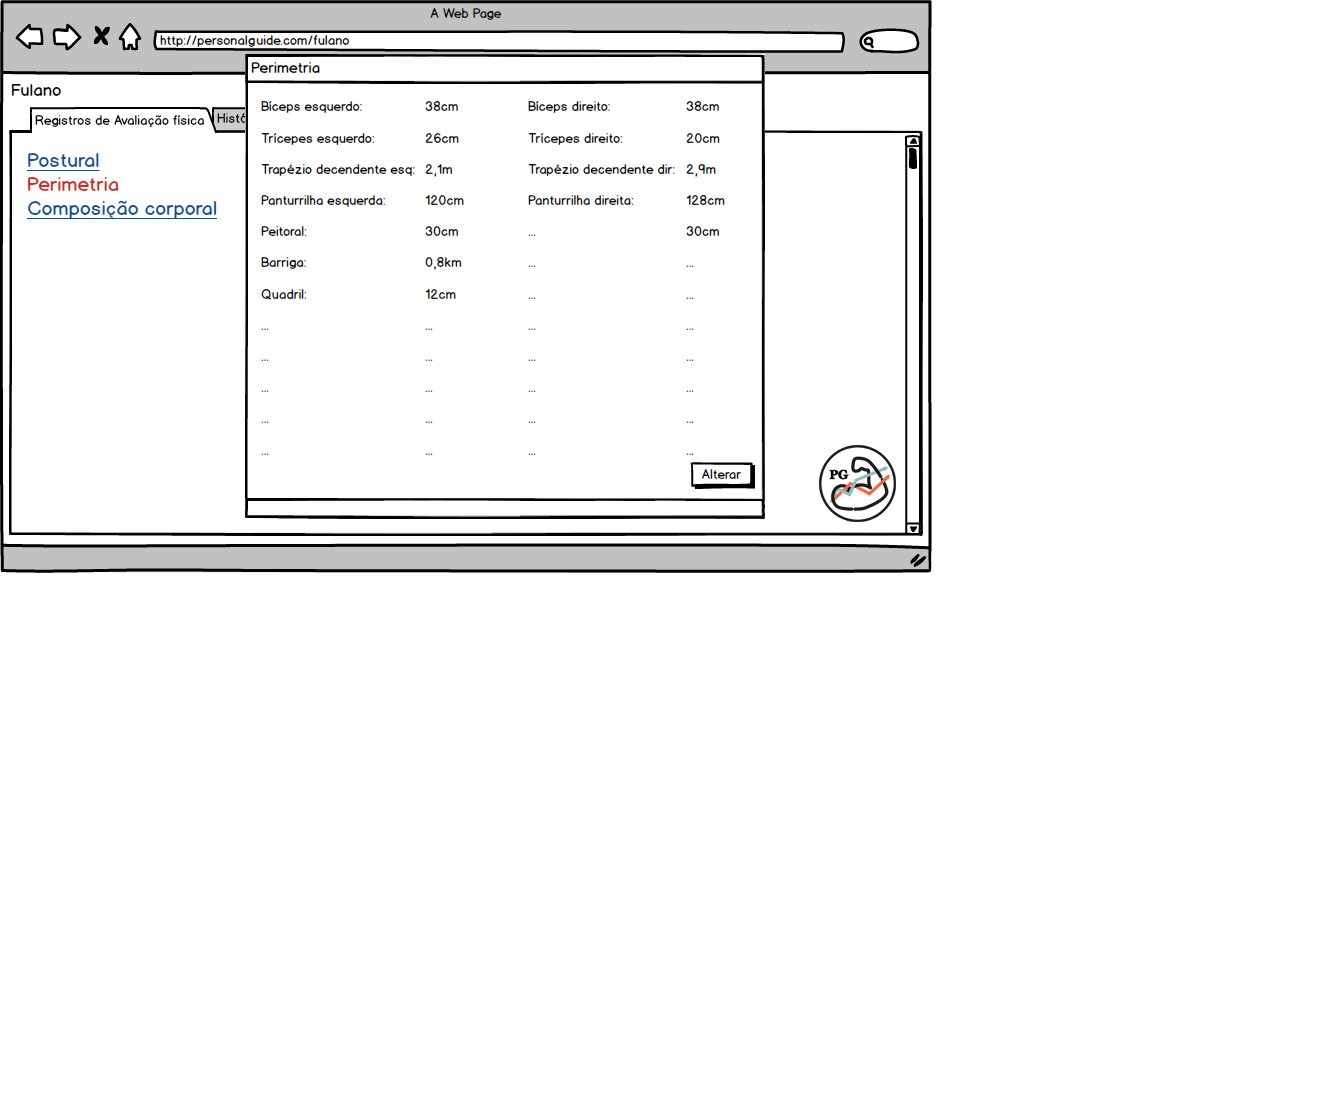 A Web Page
http://personalguide.com/fulano
Perimetria
Fulano
Registros de Avaliação física
Histó
Postural
Perimetria
Composição corporal
Bíceps esquerdo: 38cm Bíceps direito: 38cm
Trícepes esquerdo: 26cm Trícepes direito: 20cm
Trapézio decendente esq: 2,1m Trapézio decendente dir: 2,9m
Panturrilha esquerda: 120cm Panturrilha direita: 128cm
Peitoral: 30cm ... 30cm
Barriga: 0,8km ... ...
Quadril: 12cm ... ...
... ... ... ...
... ... ... ...
... ... ... ...
... ... ... ...
... ... ... ...
Alterar
PG